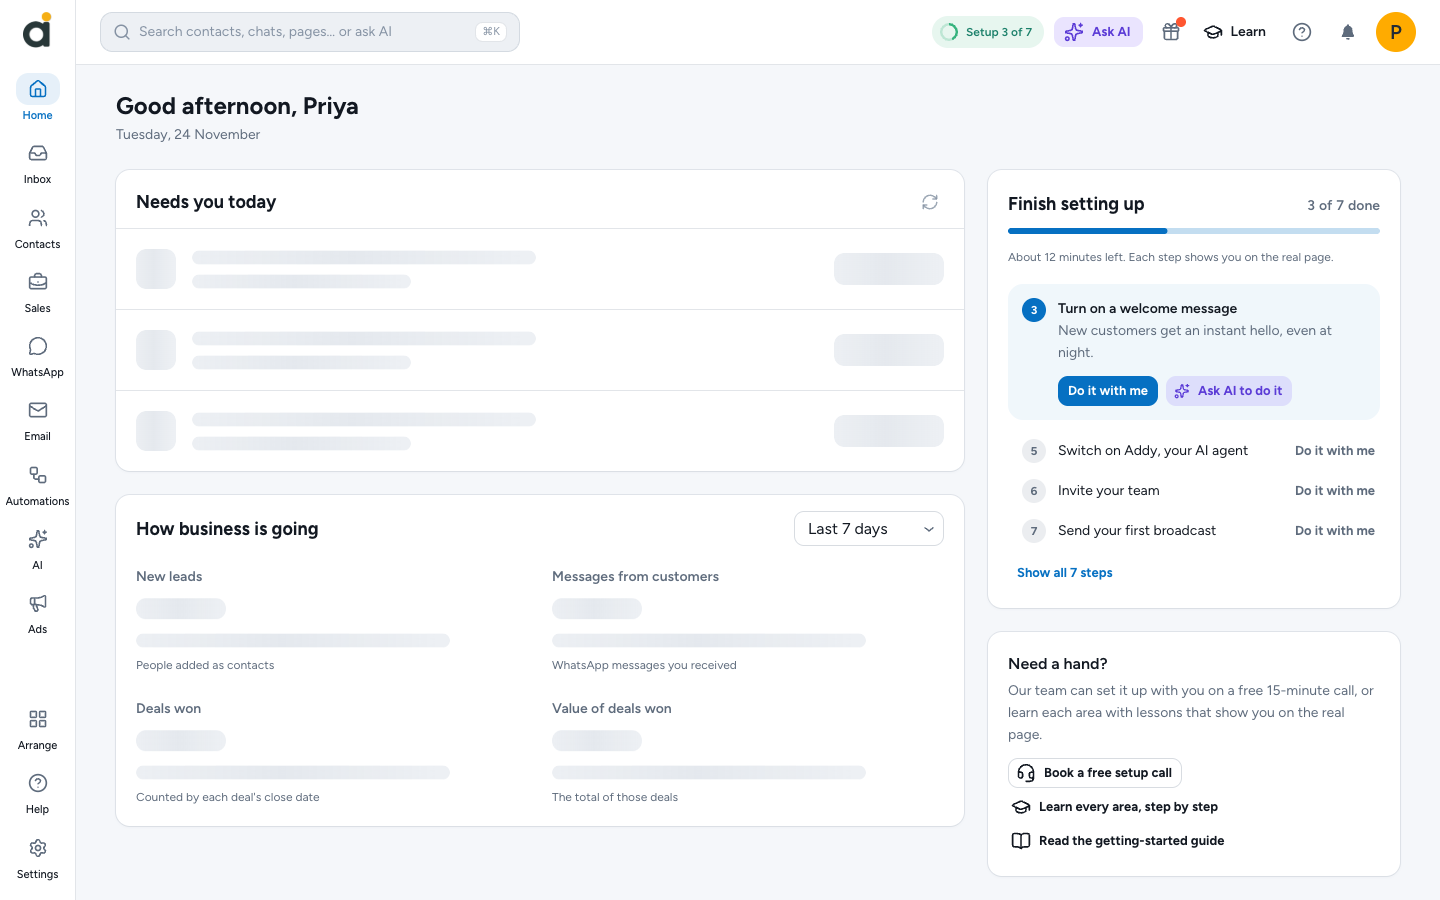 Search contacts, chats, pages... or ask AI
⌘K
Setup 3 of 7
Ask AI
Learn
P
Home
Inbox
Contacts
Sales
WhatsApp
Email
Automations
AI
Ads
Arrange
Help
Settings
Good afternoon, Priya
Tuesday, 24 November
Needs you today
How business is going
Last 7 days
New leads
People added as contacts
Messages from customers
WhatsApp messages you received
Deals won
Counted by each deal's close date
Value of deals won
The total of those deals
Finish setting up
3 of 7 done
About 12 minutes left. Each step shows you on the real page.
3
Turn on a welcome message
New customers get an instant hello, even at
night.
Do it with me
Ask AI to do it
5
Switch on Addy, your AI agent
Do it with me
6
Invite your team
Do it with me
7
Send your first broadcast
Do it with me
Show all 7 steps
Need a hand?
Our team can set it up with you on a free 15-minute call, or
learn each area with lessons that show you on the real
page.
Book a free setup call
Learn every area, step by step
Read the getting-started guide